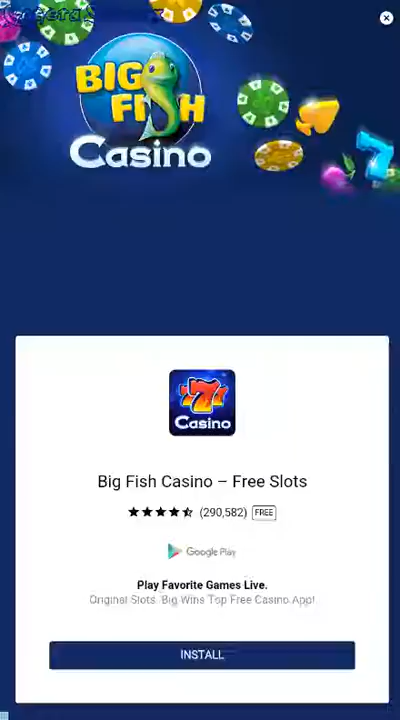 BIG
FISH
Casino
7
777
Casino
Big Fish Casino – Free Slots
(290,582) FREE
Google Play
Play Favorite Games Live.
Original Slots. Big Wins Top Free Casino App!
INSTALL